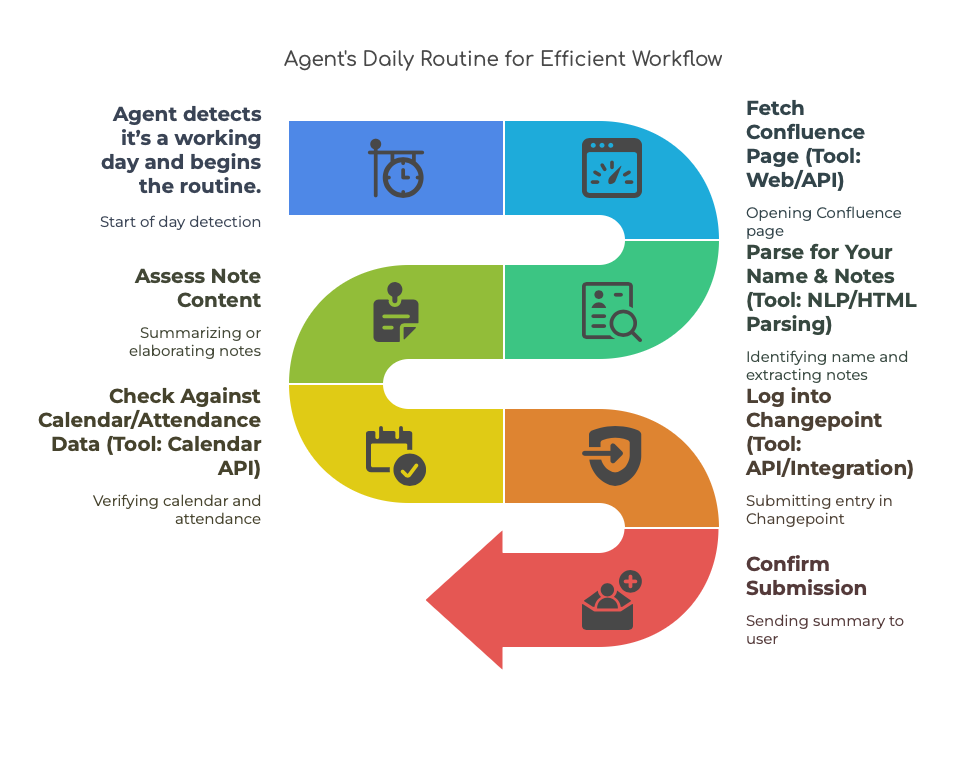 Agent's Daily Routine for Efficient Workflow
Agent detects
it’s a working
day and begins
the routine.
Start of day detection
Fetch
Confluence
Page (Tool:
Web/API)
Opening Confluence
page
Parse for Your
Name & Notes
(Tool: NLP/HTML
Parsing)
Identifying name and
extracting notes
Assess Note
Content
Summarizing or
elaborating notes
Check Against
Calendar/Attendance
Data (Tool: Calendar
API)
Verifying calendar and
attendance
Log into
Changepoint
(Tool:
API/Integration)
Submitting entry in
Changepoint
Confirm
Submission
Sending summary to
user